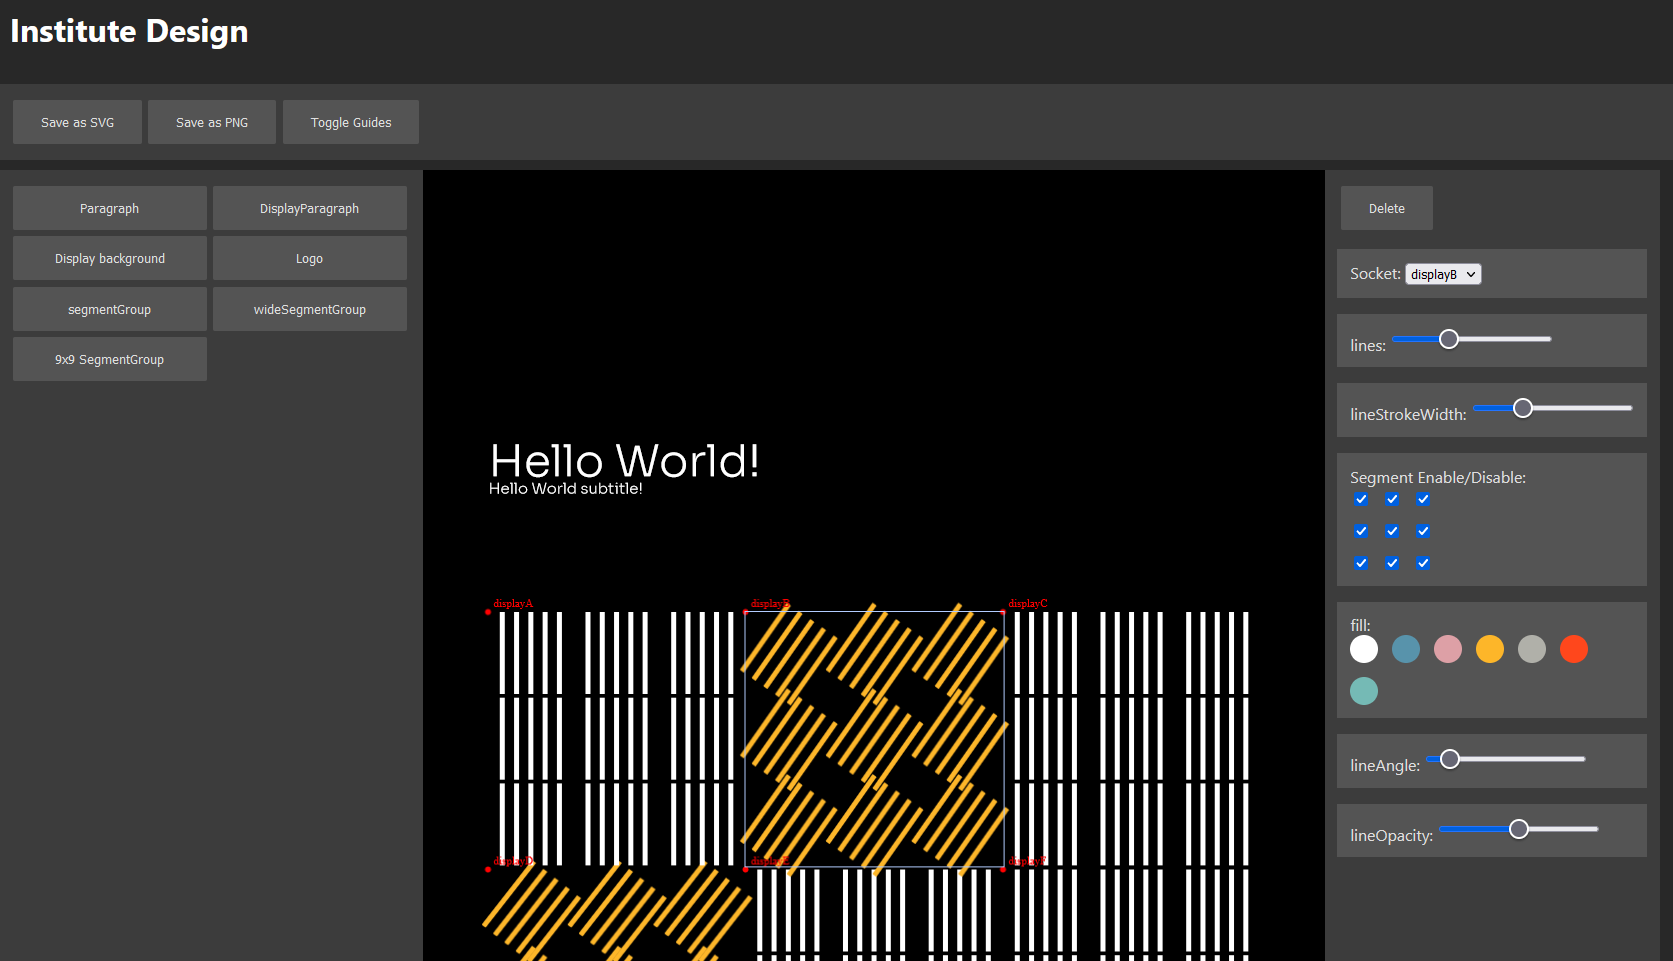 Institute Design
Save as SVG
Save as PNG
Toggle Guides
Paragraph
DisplayParagraph
Display background
Logo
segmentGroup
wideSegmentGroup
9x9 SegmentGroup
Hello World!
Hello World subtitle!
displayA
displayB
displayC
displayD
displayE
displayF
Delete
Socket: displayB
lines:
lineStrokeWidth:
Segment Enable/Disable:
fill:
lineAngle:
lineOpacity: